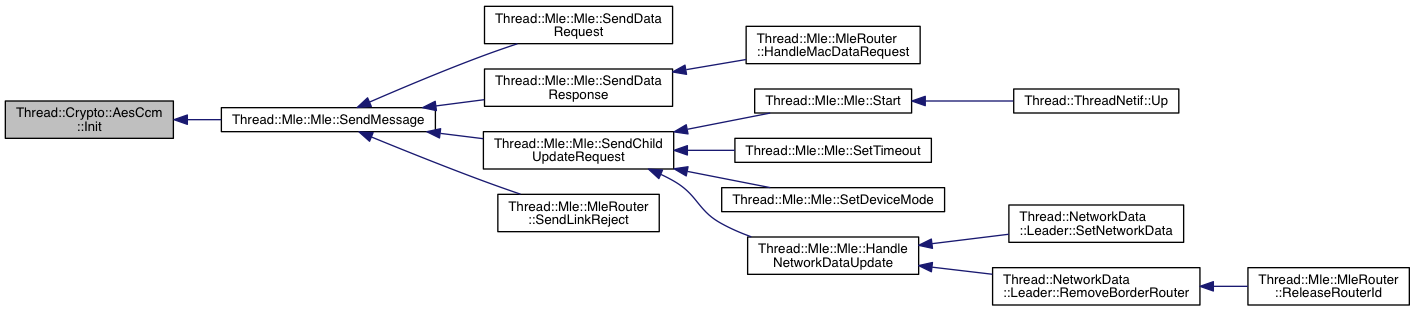 Thread::Crypto::AesCcm
::Init
Thread::Mle::Mle::SendMessage
Thread::Mle::Mle::SendData
Request
Thread::Mle::Mle::SendData
Response
Thread::Mle::MleRouter
::HandleMacDataRequest
Thread::Mle::Mle::SendChild
UpdateRequest
Thread::Mle::Mle::Start
Thread::ThreadNetif::Up
Thread::Mle::Mle::SetTimeout
Thread::Mle::Mle::SetDeviceMode
Thread::Mle::Mle::Handle
NetworkDataUpdate
Thread::NetworkData
::Leader::SetNetworkData
Thread::NetworkData
::Leader::RemoveBorderRouter
Thread::Mle::MleRouter
::ReleaseRouterId
Thread::Mle::MleRouter
::SendLinkReject